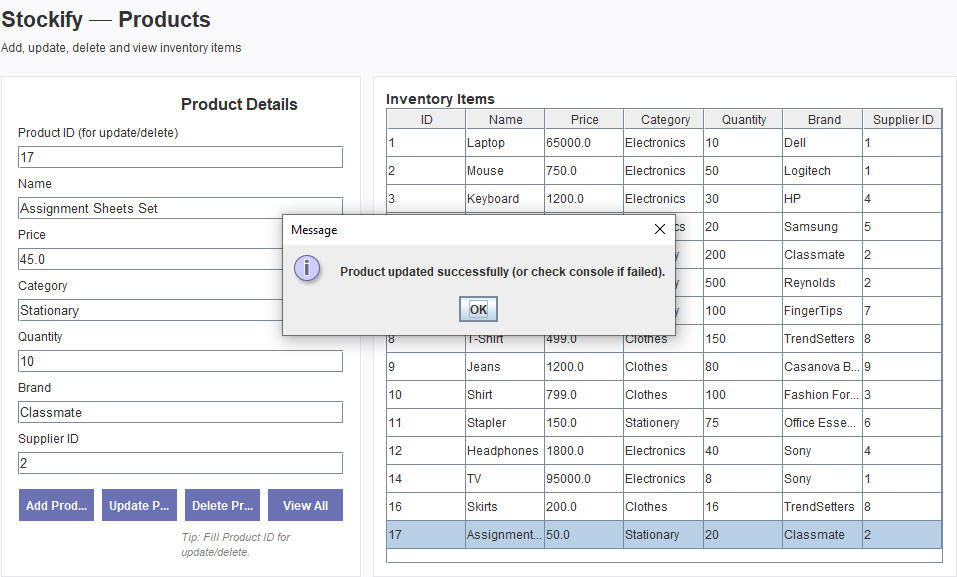 Stockify — Products
Add, update, delete and view inventory items
Product Details
Product ID (for update/delete)
17
Name
Assignment Sheets Set
Price
45.0
Category
Stationary
Quantity
10
Brand
Classmate
Supplier ID
2
Add Prod... Update P... Delete Pr... View All
Tip: Fill Product ID for
update/delete.
Inventory Items
ID Name Price Category Quantity Brand Supplier ID
1 Laptop 65000.0 Electronics 10 Dell 1
2 Mouse 750.0 Electronics 50 Logitech 1
3 Keyboard 1200.0 Electronics 30 HP 4
20 Samsung 5
200 Classmate 2
500 Reynolds 2
100 FingerTips 7
8 T-Shirt 499.0 Clothes 150 TrendSetters 8
9 Jeans 1200.0 Clothes 80 Casanova B... 9
10 Shirt 799.0 Clothes 100 Fashion For... 3
11 Stapler 150.0 Stationary 75 Office Esse... 6
12 Headphones 1800.0 Electronics 40 Sony 4
14 TV 95000.0 Electronics 8 Sony 1
16 Skirts 200.0 Clothes 16 TrendSetters 8
17 Assignment... 50.0 Stationary 20 Classmate 2
Message
Product updated successfully (or check console if failed).
OK